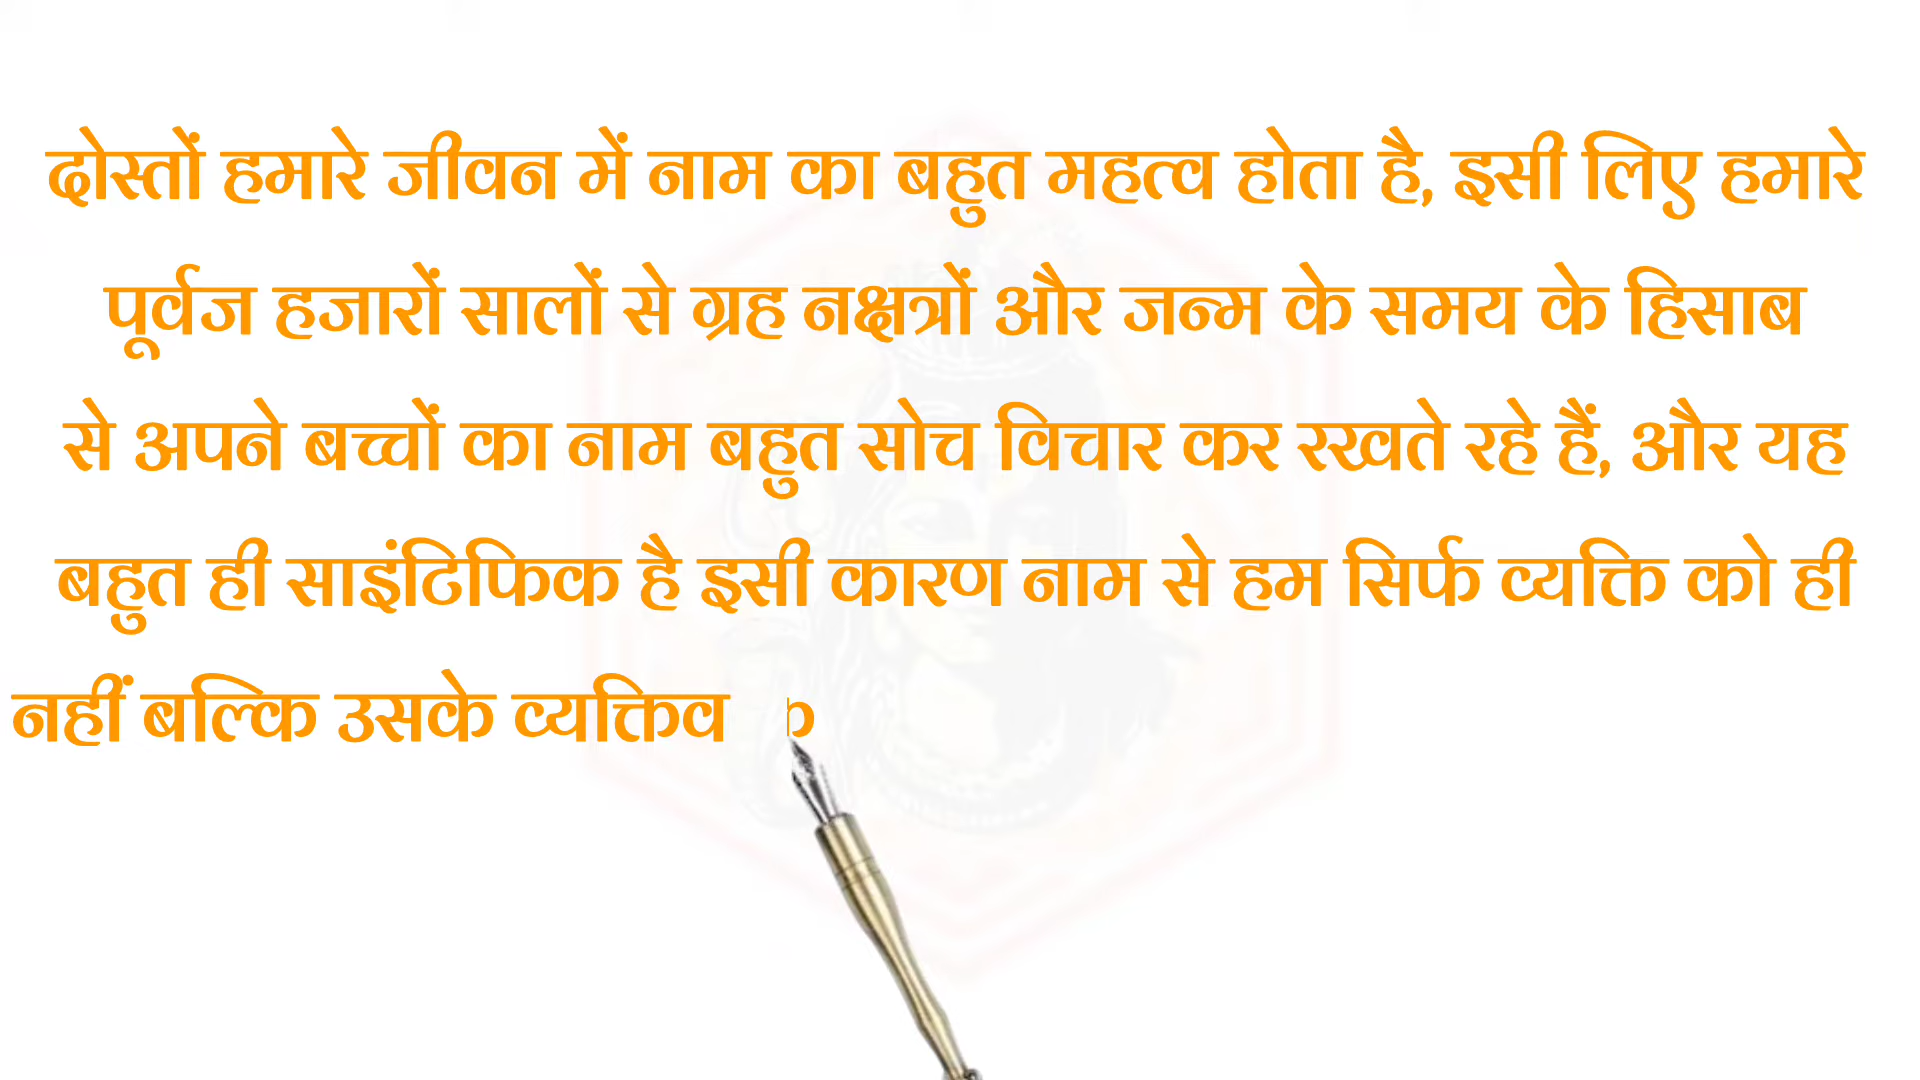 दोस्तों हमारे जीवन में नाम का बहुत महत्व होता है, इसी लिए हमारे
पूर्वज हजारों सालों से ग्रह नक्षत्रों और जन्म के समय के हिसाब
से अपने बच्चों का नाम बहुत सोच विचार कर रखते रहे हैं, और यह
बहुत ही साइंटिफिक है इसी कारण नाम से हम सिर्फ व्यक्ति को ही
नहीं बल्कि उसके व्यक्तिव